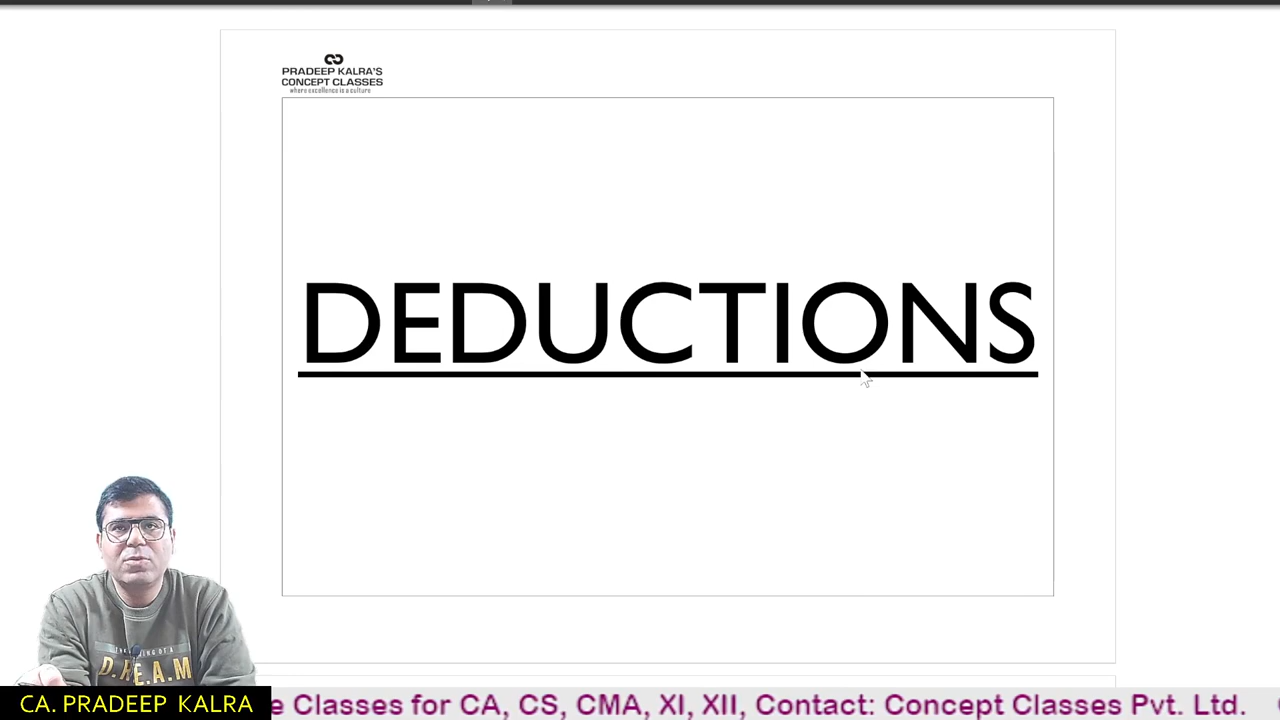 PRADEEP KALRA'S
CONCEPT CLASSES
where excellence is a culture
DEDUCTIONS
D.R.E.A.M
CA. PRADEEP KALRA
e Classes for CA, CS, CMA, XI, XII, Contact: Concept Classes Pvt. Ltd.